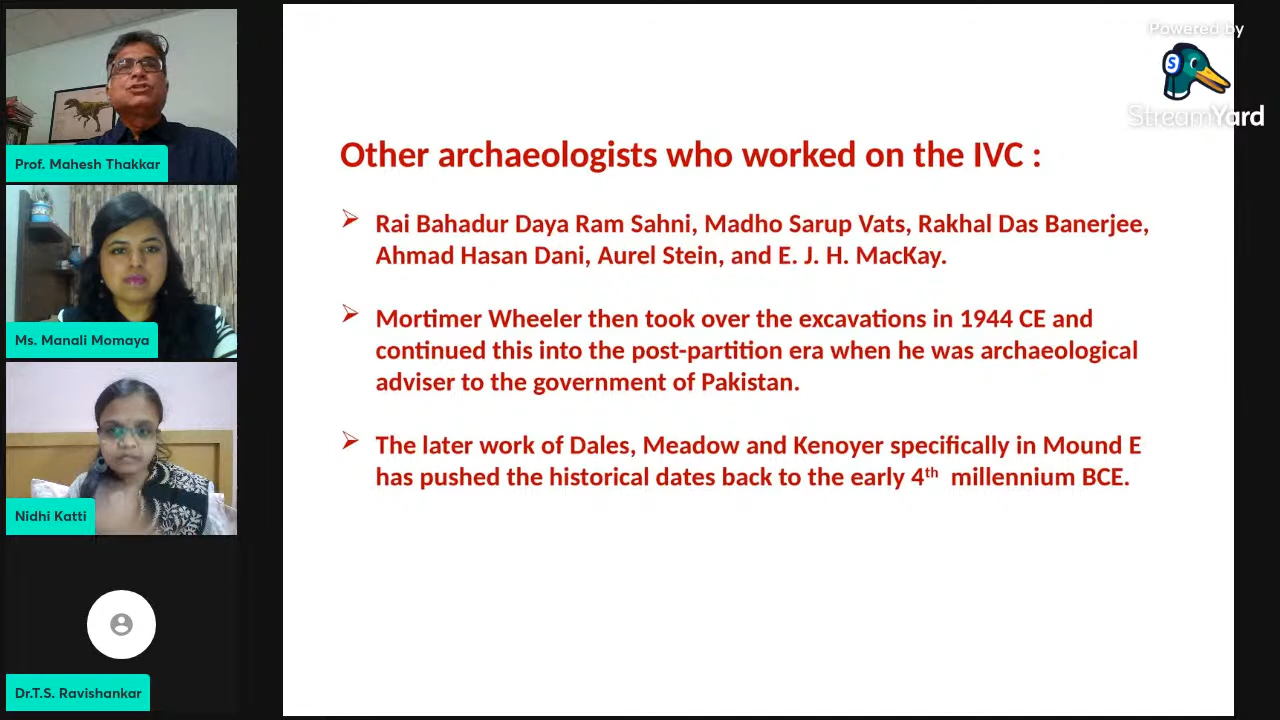 Prof. Mahesh Thakkar
Ms. Manali Momaya
Nidhi Katti
Dr.T.S. Ravishankar
Powered by
S
StreamYard
Other archaeologists who worked on the IVC :
Rai Bahadur Daya Ram Sahni, Madho Sarup Vats, Rakhal Das Banerjee,
Ahmad Hasan Dani, Aurel Stein, and E. J. H. MacKay.
Mortimer Wheeler then took over the excavations in 1944 CE and
continued this into the post-partition era when he was archaeological
adviser to the government of Pakistan.
The later work of Dales, Meadow and Kenoyer specifically in Mound E
has pushed the historical dates back to the early 4th millennium BCE.